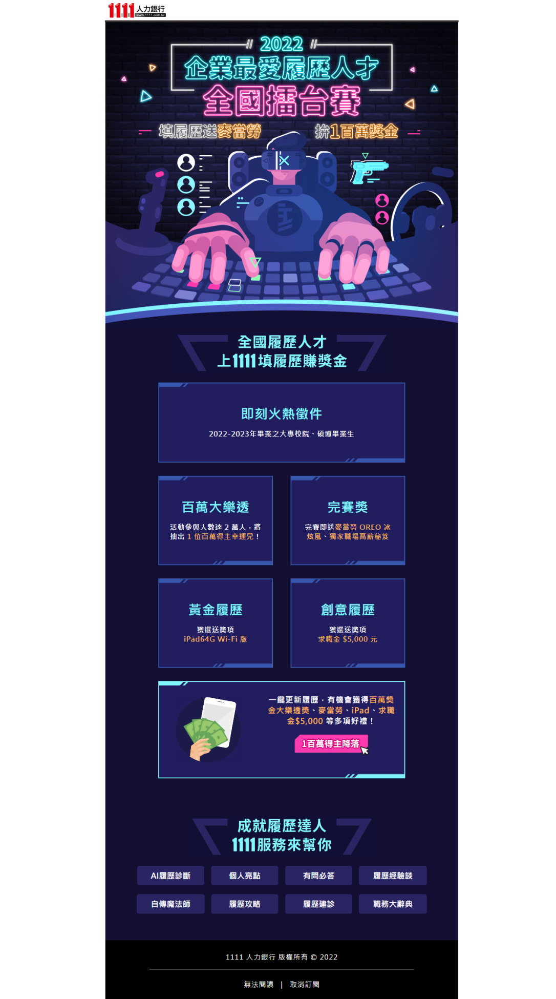 1111 人力銀行
www.1111.com.tw
2022
企業最愛履歷人才
全國擂台賽
填履歷送麥當勞
拚1百萬獎金
全國履歷人才
上1111填履歷賺獎金
即刻火熱徵件
2022-2023年畢業之大專校院、碩博畢業生
百萬大樂透
活動參與人數達 2 萬人，將
抽出 1 位百萬得主幸運兒！
完賽獎
完賽即送麥當勞 OREO 冰
炫風、獨家職場高薪秘笈
黃金履歷
獲選送獎項
iPad64G Wi-Fi 版
創意履歷
獲選送獎項
求職金 $5,000 元
一鍵更新履歷，有機會獲得百萬獎
金大樂透獎、麥當勞、iPad、求職
金$5,000 等多項好禮！
1百萬得主降落
成就履歷達人
1111服務來幫你
AI履歷診斷
個人亮點
有問必答
履歷經驗談
自傳魔法師
履歷攻略
履歷建診
職務大辭典
1111 人力銀行 版權所有 © 2022
無法閱讀 | 取消訂閱